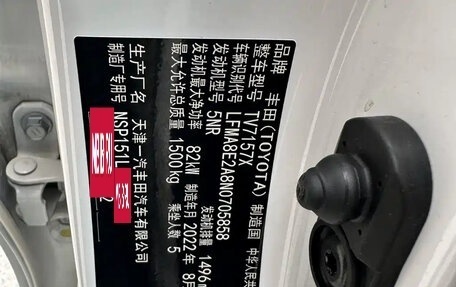 品牌 丰田(TOYOTA) 制造国 中华人民共
整车型号 TV7157X
车辆识别代号 LFMA8E2A8N0705858
发动机型号 5NR 发动机排量 1496m
发动机最大净功率 82kW 制造年月 2022年8
最大允许总质量 1500kg 乘坐人数 5
生产厂名 天津一汽丰田汽车有限公司
制造厂专用号 NSP151L 2